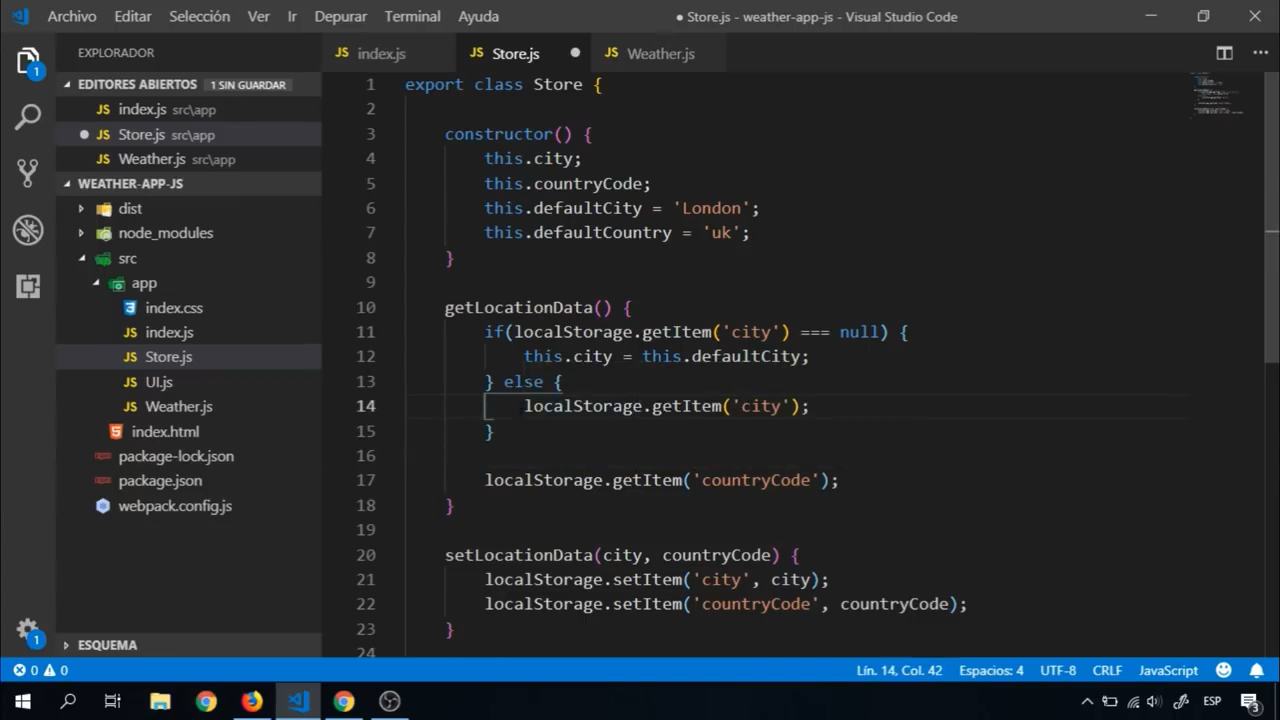 Archivo Editar Selección Ver Ir Depurar Terminal Ayuda
● Store.js - weather-app-js - Visual Studio Code
EXPLORADOR
EDITORES ABIERTOS 1 SIN GUARDAR
JS index.js src\app
JS Store.js src\app
JS Weather.js src\app
WEATHER-APP-JS
dist
node_modules
src
app
index.css
JS index.js
JS Store.js
JS UI.js
JS Weather.js
index.html
package-lock.json
package.json
webpack.config.js
ESQUEMA
1
1
JS index.js JS Store.js JS Weather.js
1 export class Store {
2
3 constructor() {
4 this.city;
5 this.countryCode;
6 this.defaultCity = 'London';
7 this.defaultCountry = 'uk';
8 }
9
10 getLocationData() {
11 if(localStorage.getItem('city') === null) {
12 this.city = this.defaultCity;
13 } else {
14 localStorage.getItem('city');
15 }
16
17 localStorage.getItem('countryCode');
18 }
19
20 setLocationData(city, countryCode) {
21 localStorage.setItem('city', city);
22 localStorage.setItem('countryCode', countryCode);
23 }
24
0 0 Lín. 14, Col. 42 Espacios: 4 UTF-8 CRLF JavaScript
ESP 3